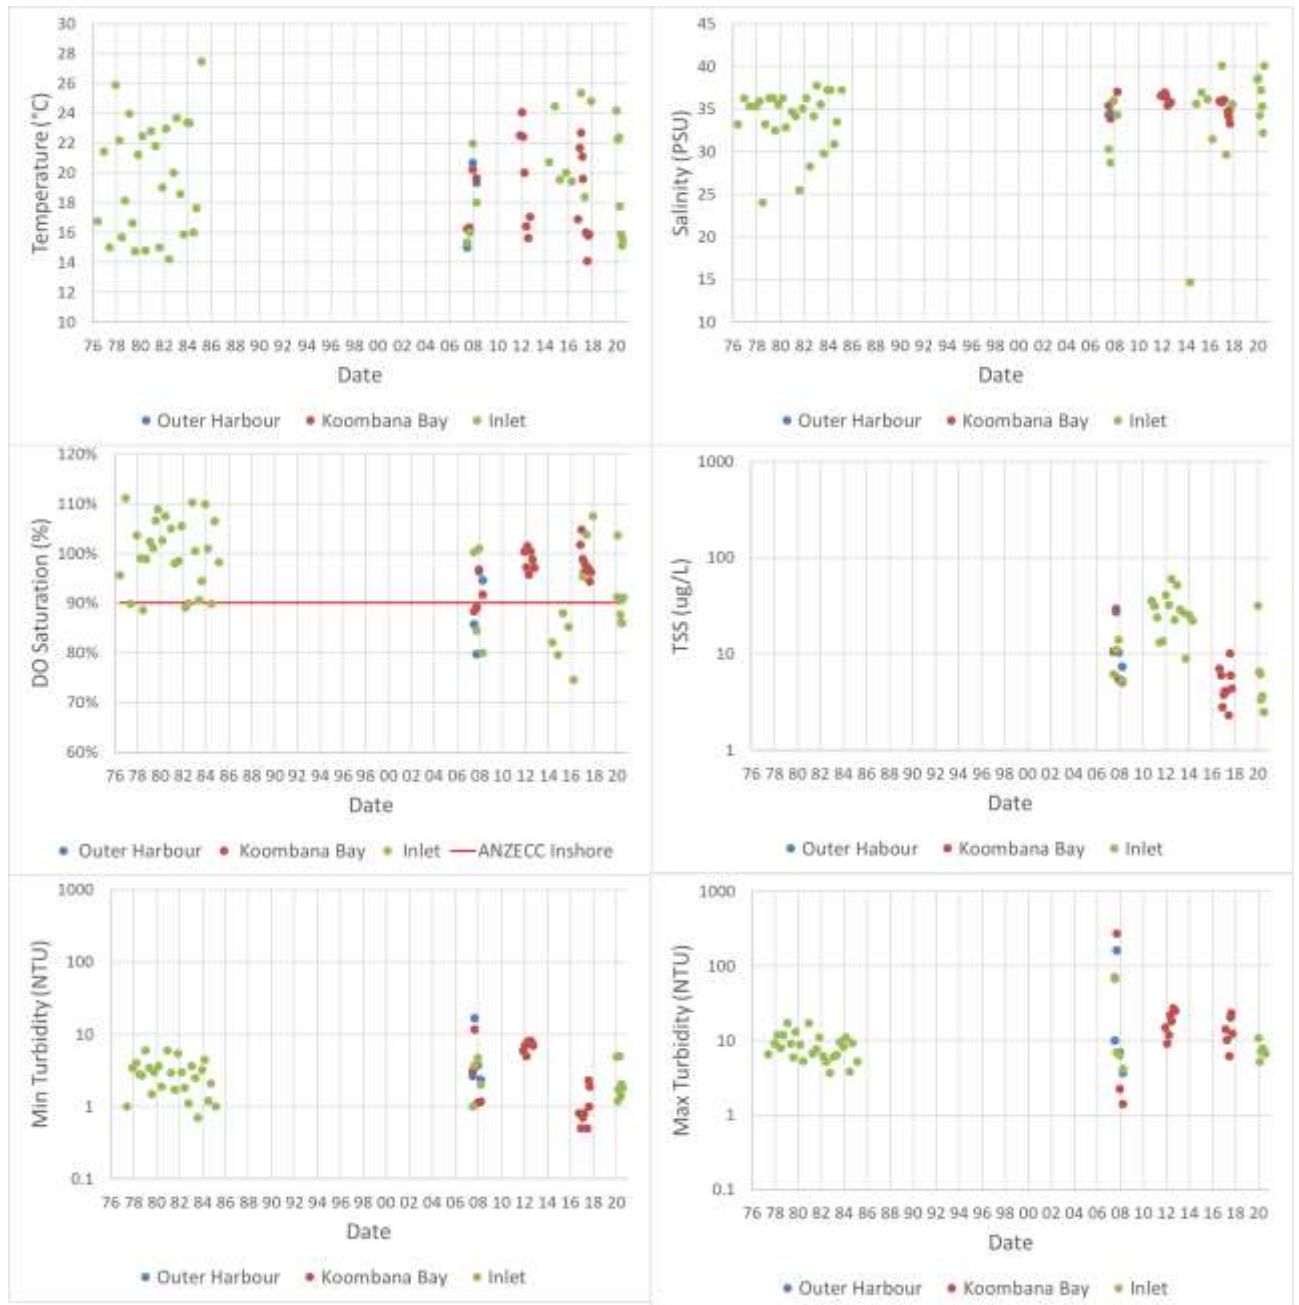 30
28
26
24
22
20
18
16
14
12
10
Temperature (°C)
76 78 80 82 84 86 88 90 92 94 96 98 00 02 04 06 08 10 12 14 16 18 20
Date
Outer Harbour Koombana Bay Inlet
45
40
35
30
25
20
15
10
Salinity (PSU)
76 78 80 82 84 86 88 90 92 94 96 98 00 02 04 06 08 10 12 14 16 18 20
Date
Outer Harbour Koombana Bay Inlet
120%
110%
100%
90%
80%
70%
60%
DO Saturation (%)
76 78 80 82 84 86 88 90 92 94 96 98 00 02 04 06 08 10 12 14 16 18 20
Date
Outer Harbour Koombana Bay Inlet ANZECC Inshore
1000
100
10
1
TSS (ug/L)
76 78 80 82 84 86 88 90 92 94 96 98 00 02 04 06 08 10 12 14 16 18 20
Date
Outer Habour Koombana Bay Inlet
1000
100
10
1
0.1
Min Turbidity (NTU)
76 78 80 82 84 86 88 90 92 94 96 98 00 02 04 06 08 10 12 14 16 18 20
Date
Outer Harbour Koombana Bay Inlet
1000
100
10
1
0.1
Max Turbidity (NTU)
76 78 80 82 84 86 88 90 92 94 96 98 00 02 04 06 08 10 12 14 16 18 20
Date
Outer Harbour Koombana Bay Inlet